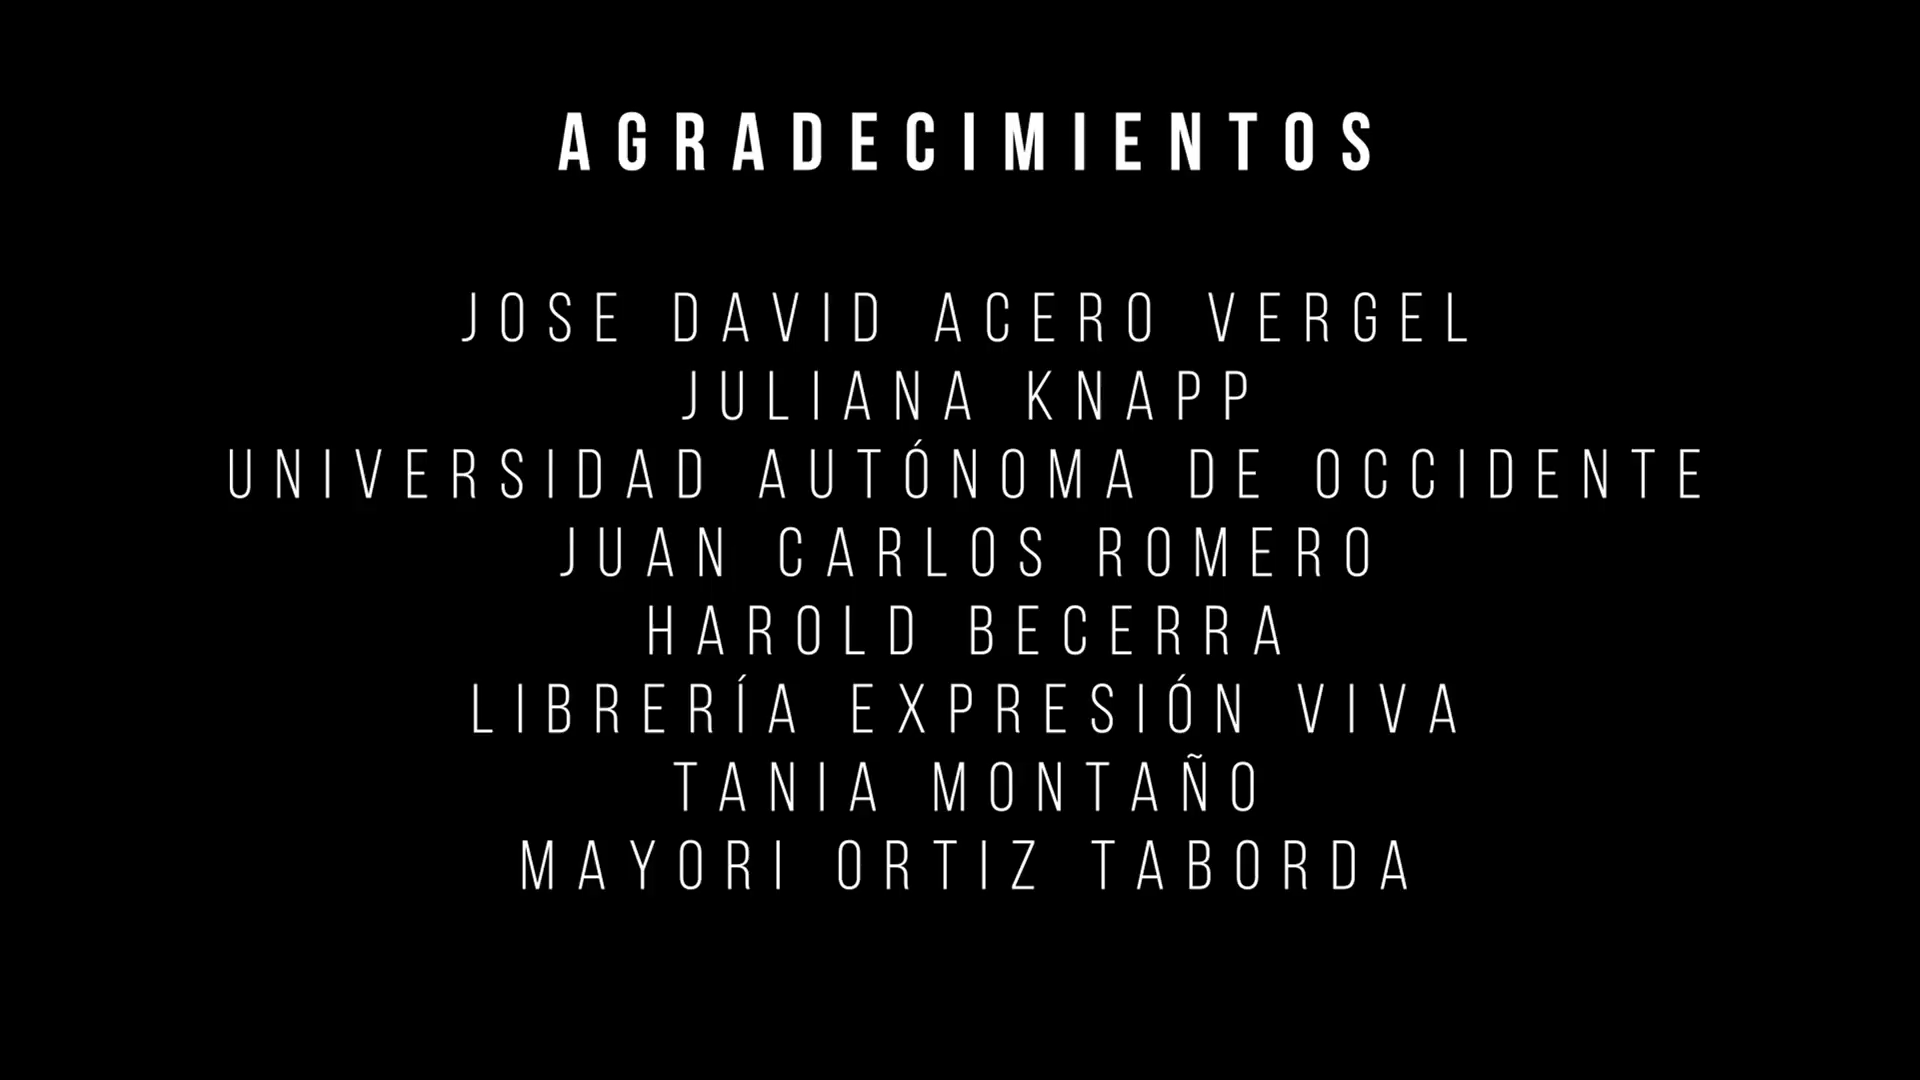 AGRADECIMIENTOS
JOSE DAVID ACERO VERGEL
JULIANA KNAPP
UNIVERSIDAD AUTÓNOMA DE OCCIDENTE
JUAN CARLOS ROMERO
HAROLD BECERRA
LIBRERÍA EXPRESIÓN VIVA
TANIA MONTAÑO
MAYORI ORTIZ TABORDA